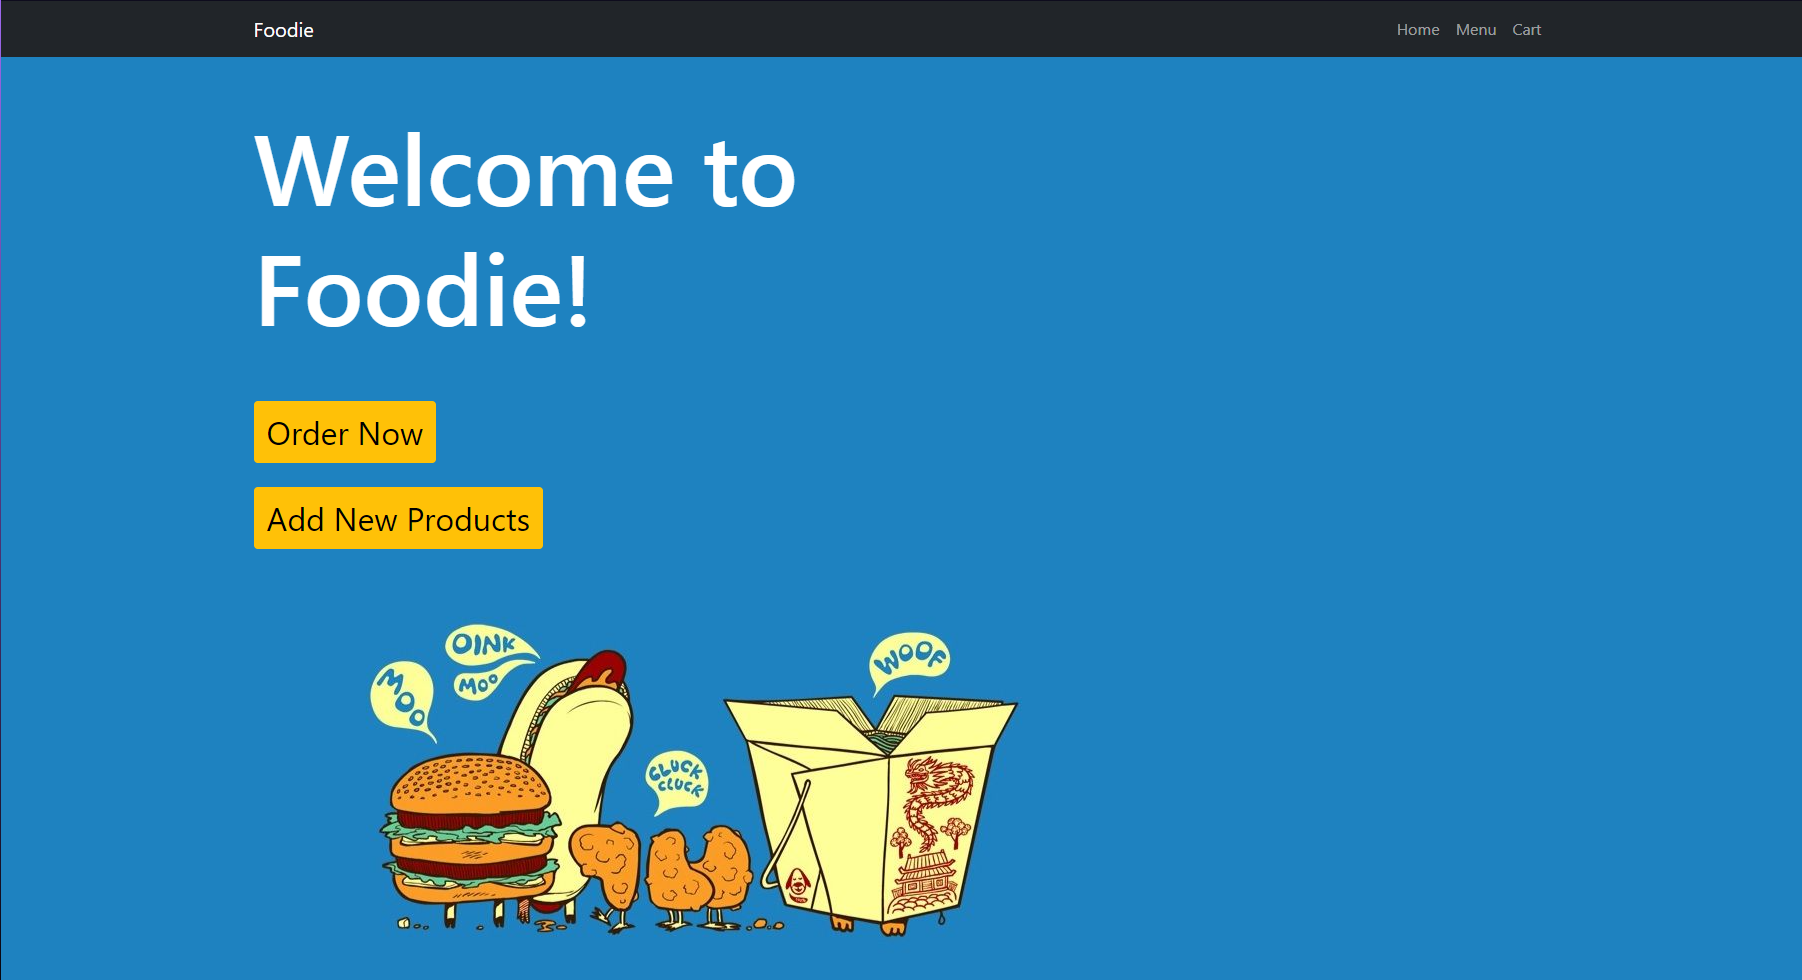 Foodie
Home Menu Cart
Welcome to
Foodie!
Order Now
Add New Products
OINK
MOO
MOO
WOOF
CLUCK
CLUCK